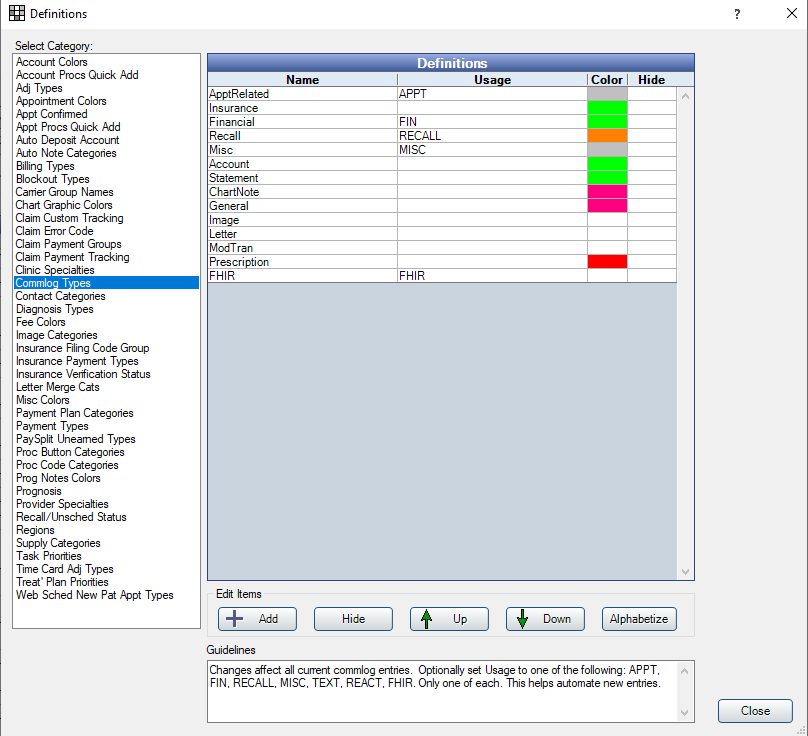 Definitions
?
Select Category:
Account Colors
Account Procs Quick Add
Adj Types
Appointment Colors
Appt Confirmed
Appt Procs Quick Add
Auto Deposit Account
Auto Note Categories
Billing Types
Blockout Types
Carrier Group Names
Chart Graphic Colors
Claim Custom Tracking
Claim Error Code
Claim Payment Groups
Claim Payment Tracking
Clinic Specialties
Commlog Types
Contact Categories
Diagnosis Types
Fee Colors
Image Categories
Insurance Filing Code Group
Insurance Payment Types
Insurance Verification Status
Letter Merge Cats
Misc Colors
Payment Plan Categories
Payment Types
PaySplit Unearned Types
Proc Button Categories
Proc Code Categories
Prog Notes Colors
Prognosis
Provider Specialties
Recall/Unsched Status
Regions
Supply Categories
Task Priorities
Time Card Adj Types
Treat' Plan Priorities
Web Sched New Pat Appt Types
Definitions
Name Usage Color Hide
ApptRelated APPT
Insurance
Financial FIN
Recall RECALL
Misc MISC
Account
Statement
ChartNote
General
Image
Letter
ModTran
Prescription
FHIR FHIR
Edit Items
Add Hide Up Down Alphabetize
Guidelines
Changes affect all current commlog entries. Optionally set Usage to one of the following: APPT,
FIN, RECALL, MISC, TEXT, REACT, FHIR. Only one of each. This helps automate new entries.
Close